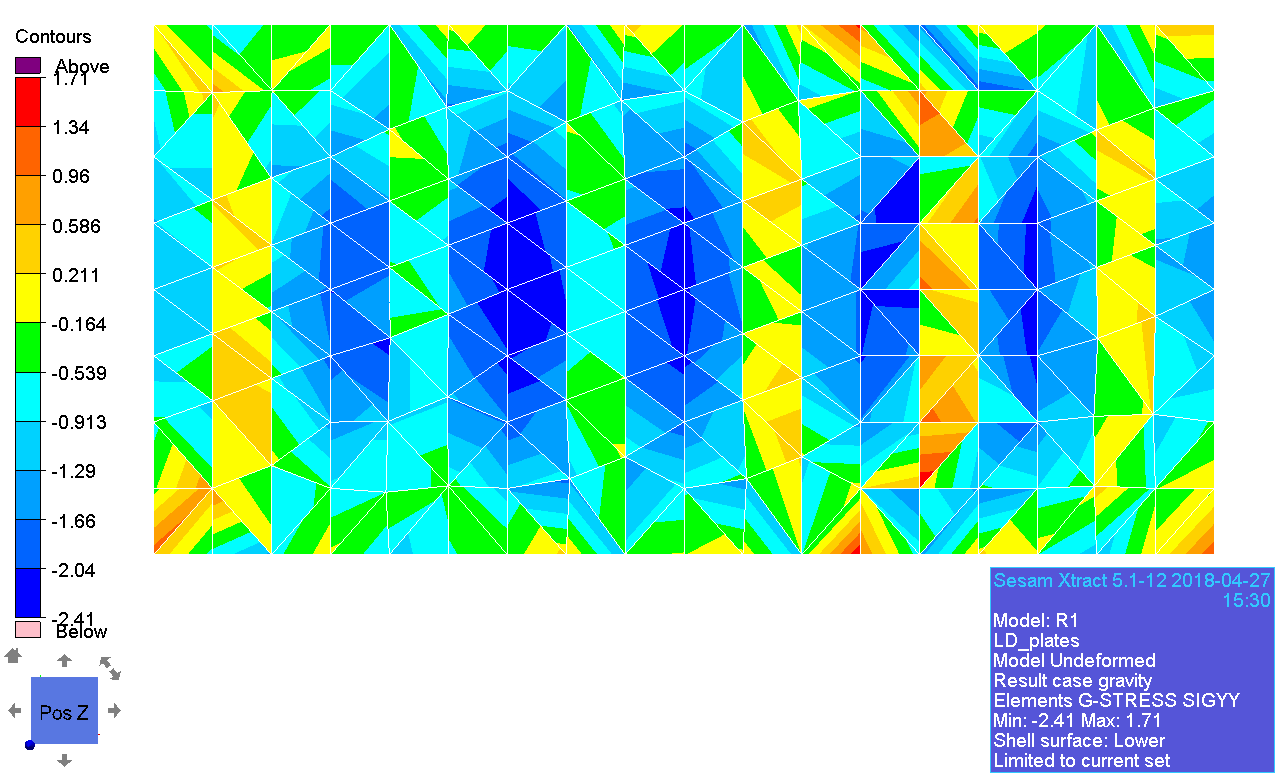 Contours
Above
1.71
1.34
0.96
0.586
0.211
-0.164
-0.539
-0.913
-1.29
-1.66
-2.04
-2.41
Below
Pos Z
Sesam Xtract 5.1-12 2018-04-27
15:30
Model: R1
LD_plates
Model Undeformed
Result case gravity
Elements G-STRESS SIGYY
Min: -2.41 Max: 1.71
Shell surface: Lower
Limited to current set